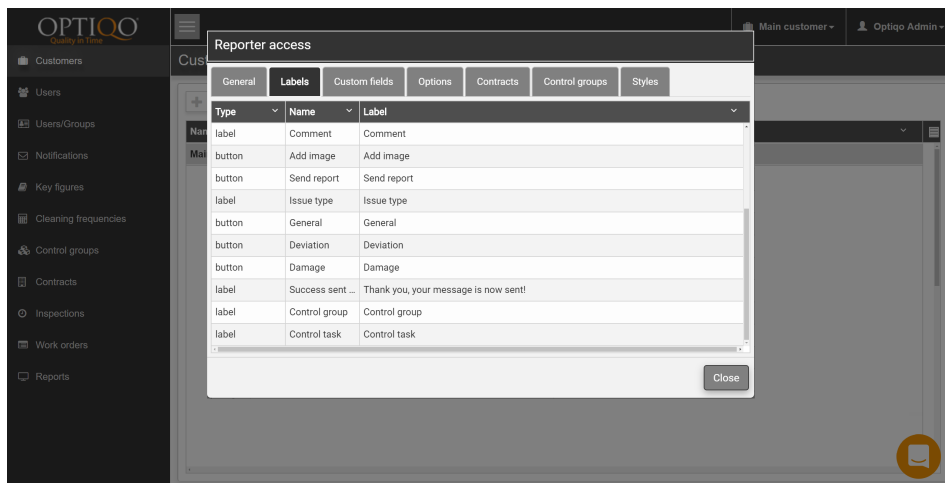 OPTIQO
Quality in Time
Main customer
Optiqo Admin
Customers
Users
Users/Groups
Notifications
Key figures
Cleaning frequencies
Control groups
Contracts
Inspections
Work orders
Reports
Reporter access
General Labels Custom fields Options Contracts Control groups Styles
Type Name Label
label Comment Comment
button Add image Add image
button Send report Send report
label Issue type Issue type
button General General
button Deviation Deviation
button Damage Damage
label Success sent ... Thank you, your message is now sent!
label Control group Control group
label Control task Control task
Close